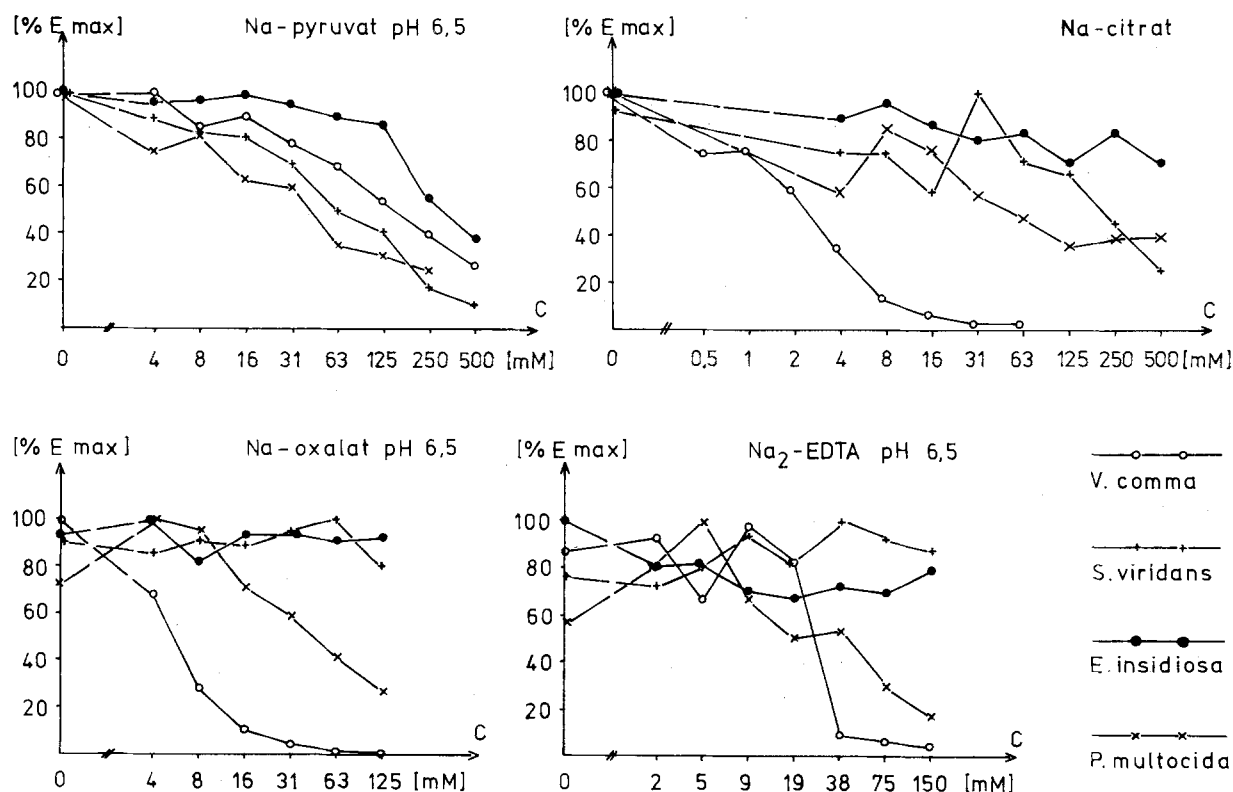 [% E max] Na-pyruvat pH 6,5
100
80
60
40
20
C
0 4 8 16 31 63 125 250 500 [mM]
[% E max] Na-citrat
100
80
60
40
20
C
0 0,5 1 2 4 8 16 31 63 125 250 500 [mM]
[% E max] Na-oxalat pH 6,5
100
80
60
40
20
C
0 4 8 16 31 63 125 [mM]
[% E max] Na₂-EDTA pH 6,5
100
80
60
40
20
C
0 2 5 9 19 38 75 150 [mM]
V. comma
S. viridans
E. insidiosa
P. multocida